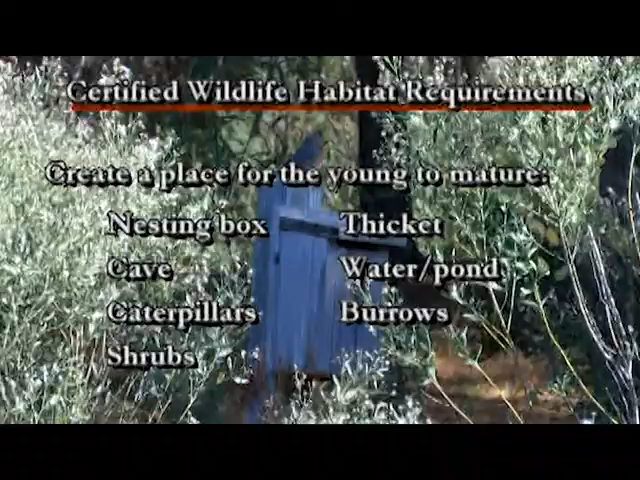 Certified Wildlife Habitat Requirements
Create a place for the young to mature:
Nesting box
Thicket
Cave
Water/pond
Caterpillars
Burrows
Shrubs